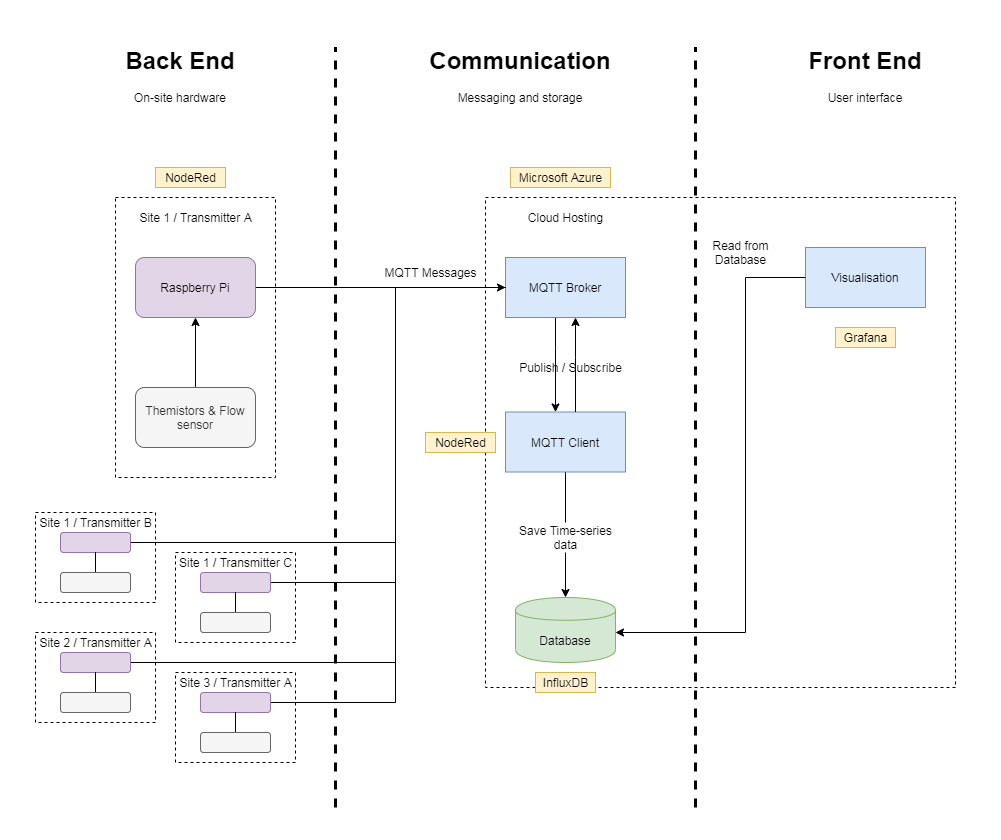 Back End
On-site hardware
Communication
Messaging and storage
Front End
User interface
NodeRed
Site 1 / Transmitter A
Raspberry Pi
Themistors & Flow
sensor
Site 1 / Transmitter B
Site 1 / Transmitter C
Site 2 / Transmitter A
Site 3 / Transmitter A
MQTT Messages
Microsoft Azure
Cloud Hosting
MQTT Broker
Publish / Subscribe
NodeRed
MQTT Client
Save Time-series
data
Database
InfluxDB
Read from
Database
Visualisation
Grafana